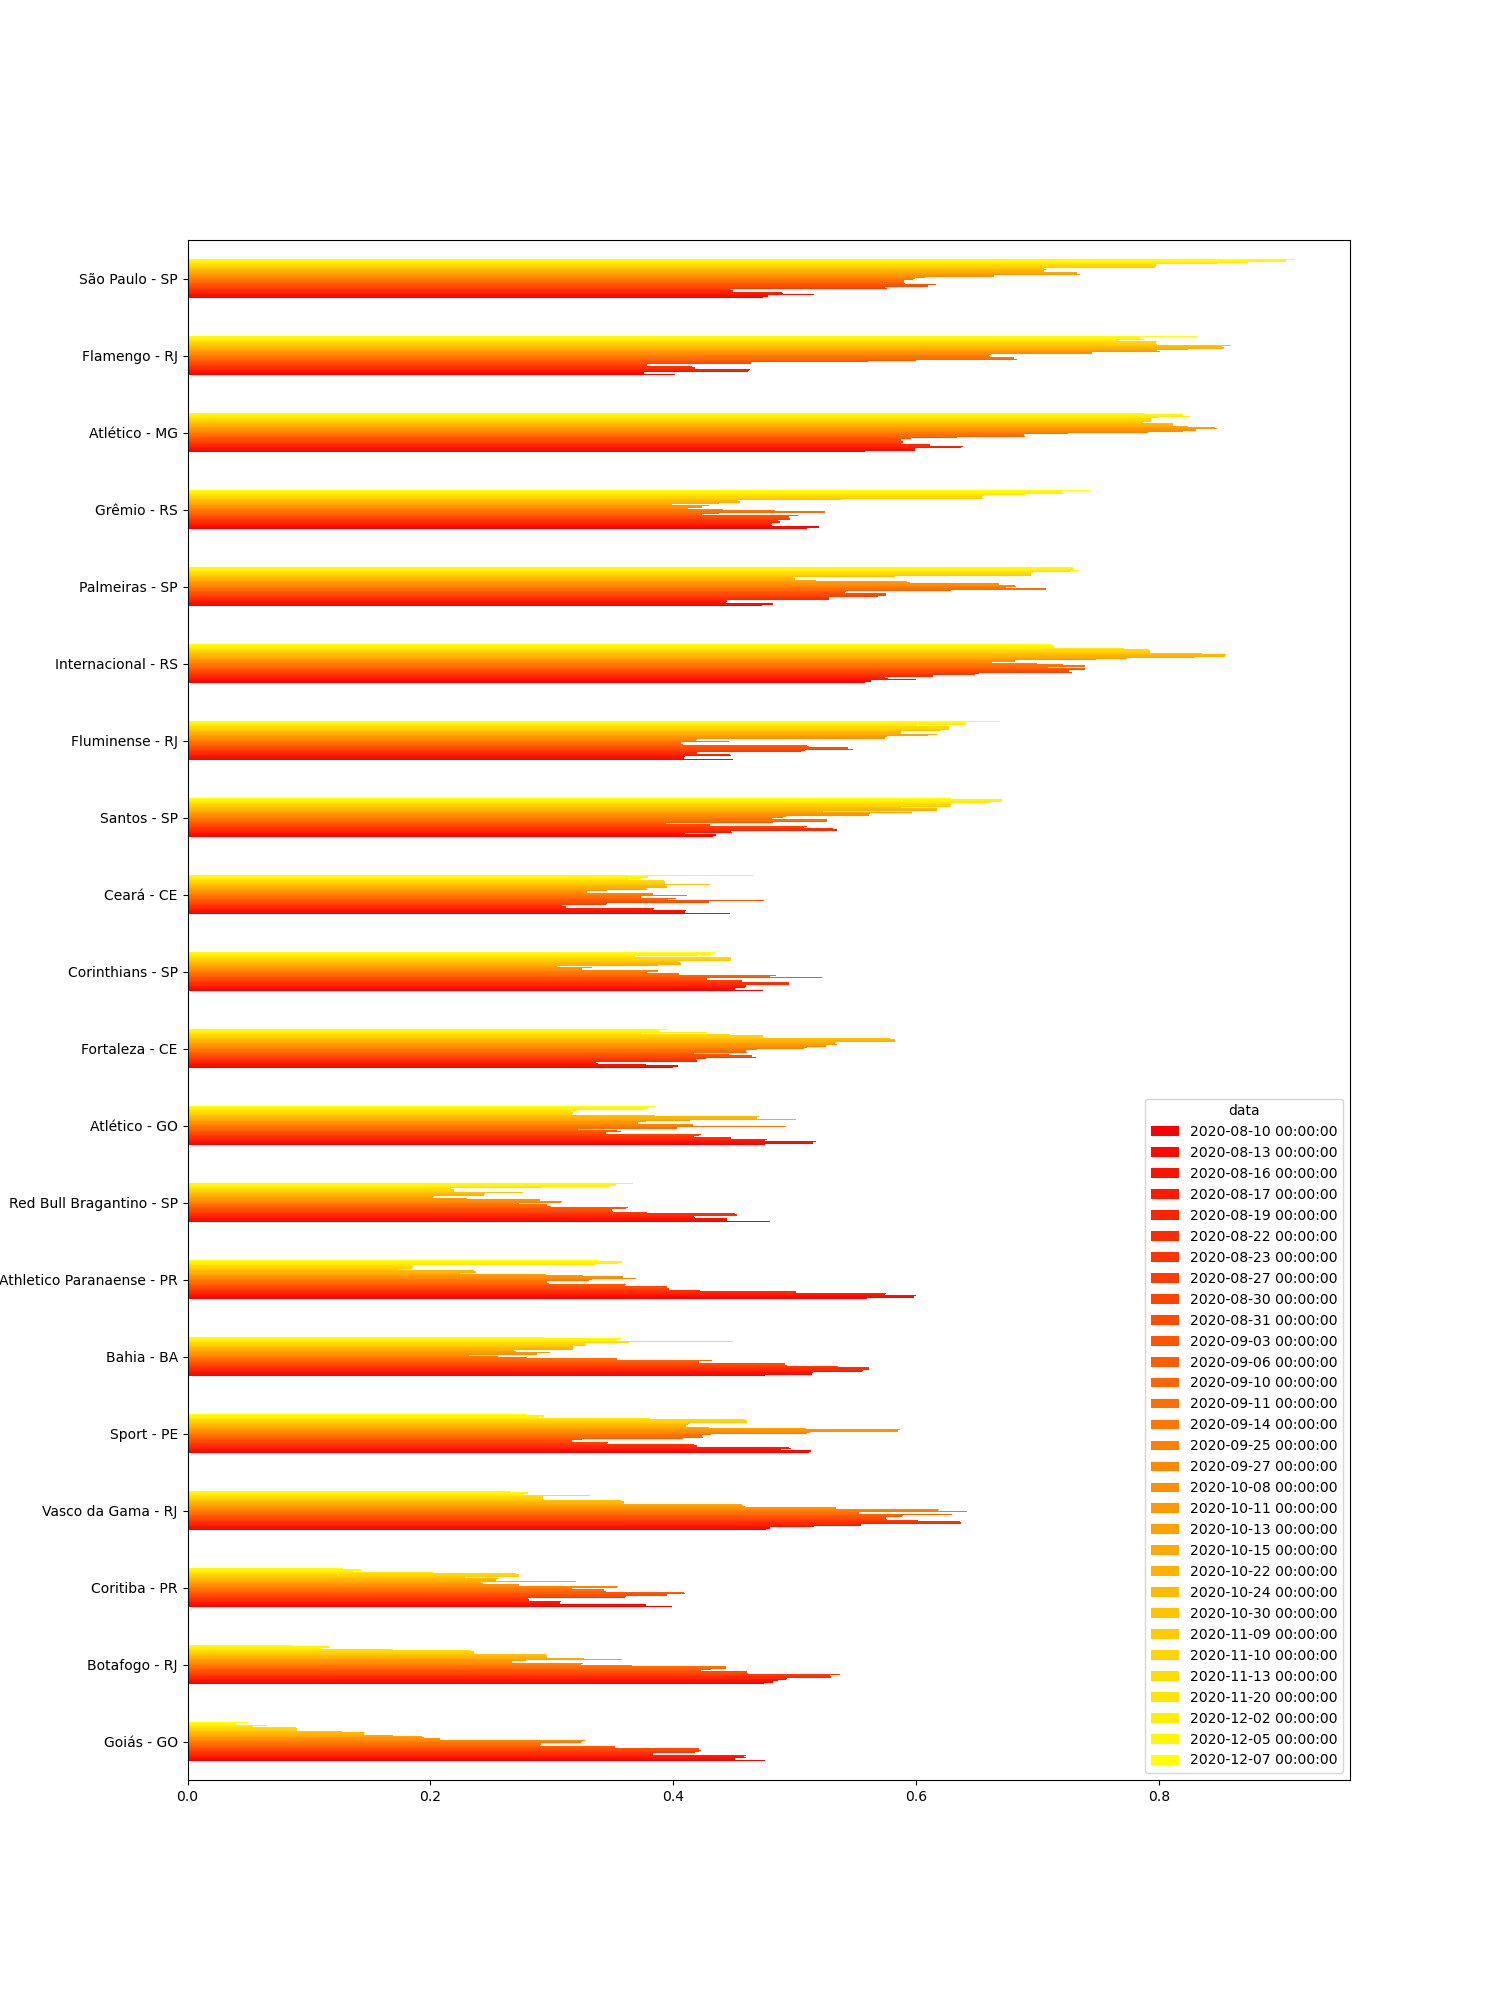 São Paulo - SP
Flamengo - RJ
Atlético - MG
Grêmio - RS
Palmeiras - SP
Internacional - RS
Fluminense - RJ
Santos - SP
Ceará - CE
Corinthians - SP
Fortaleza - CE
Atlético - GO
Red Bull Bragantino - SP
Athletico Paranaense - PR
Bahia - BA
Sport - PE
Vasco da Gama - RJ
Coritiba - PR
Botafogo - RJ
Goiás - GO
0.0 0.2 0.4 0.6 0.8
data
2020-08-10 00:00:00
2020-08-13 00:00:00
2020-08-16 00:00:00
2020-08-17 00:00:00
2020-08-19 00:00:00
2020-08-22 00:00:00
2020-08-23 00:00:00
2020-08-27 00:00:00
2020-08-30 00:00:00
2020-08-31 00:00:00
2020-09-03 00:00:00
2020-09-06 00:00:00
2020-09-10 00:00:00
2020-09-11 00:00:00
2020-09-14 00:00:00
2020-09-25 00:00:00
2020-09-27 00:00:00
2020-10-08 00:00:00
2020-10-11 00:00:00
2020-10-13 00:00:00
2020-10-15 00:00:00
2020-10-22 00:00:00
2020-10-24 00:00:00
2020-10-30 00:00:00
2020-11-09 00:00:00
2020-11-10 00:00:00
2020-11-13 00:00:00
2020-11-20 00:00:00
2020-12-02 00:00:00
2020-12-05 00:00:00
2020-12-07 00:00:00